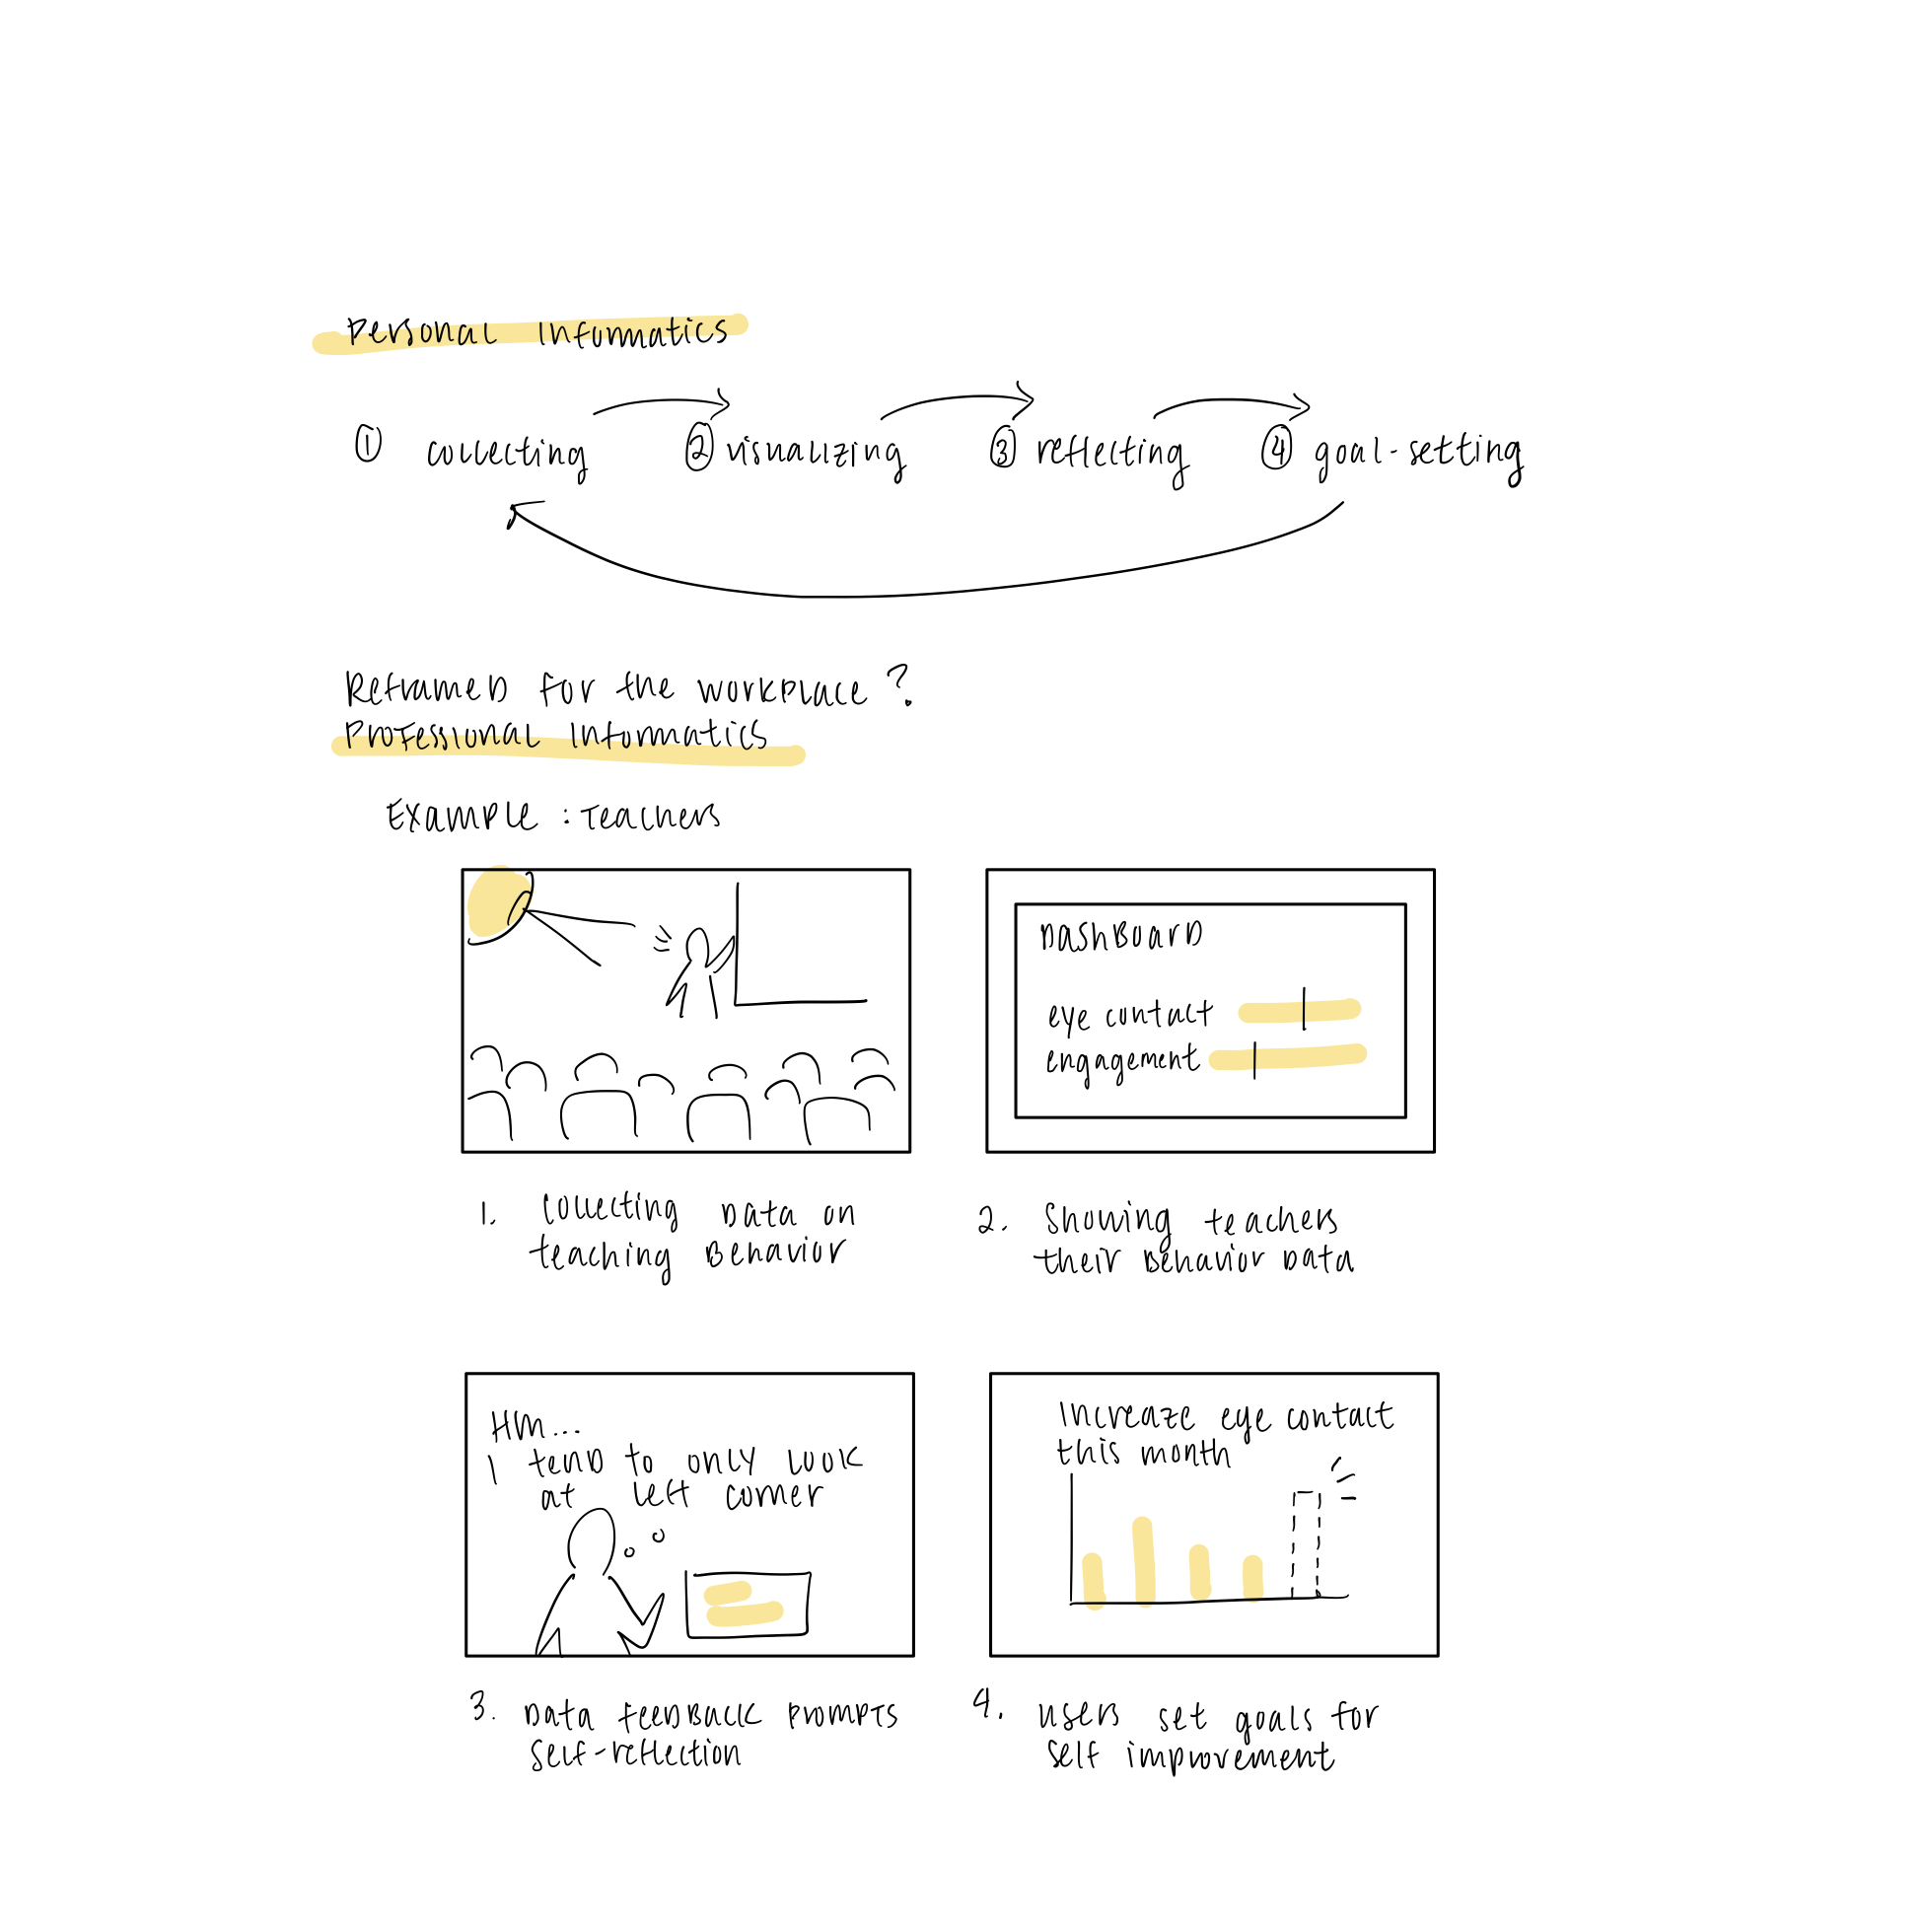 Personal Informatics
① collecting ② visualizing ③ reflecting ④ goal-setting
Reframed for the workplace?
Professional Informatics
Example : Teachers
Dashboard
eye contact
engagement
1. Collecting Data on
teaching Behavior
2. Showing teachers
their Behavior Data
HM...
I tend to only look
at left corner
Increaze eye contact
this month
3. Data feedback prompts
self-reflection
4. users set goals for
self improvement